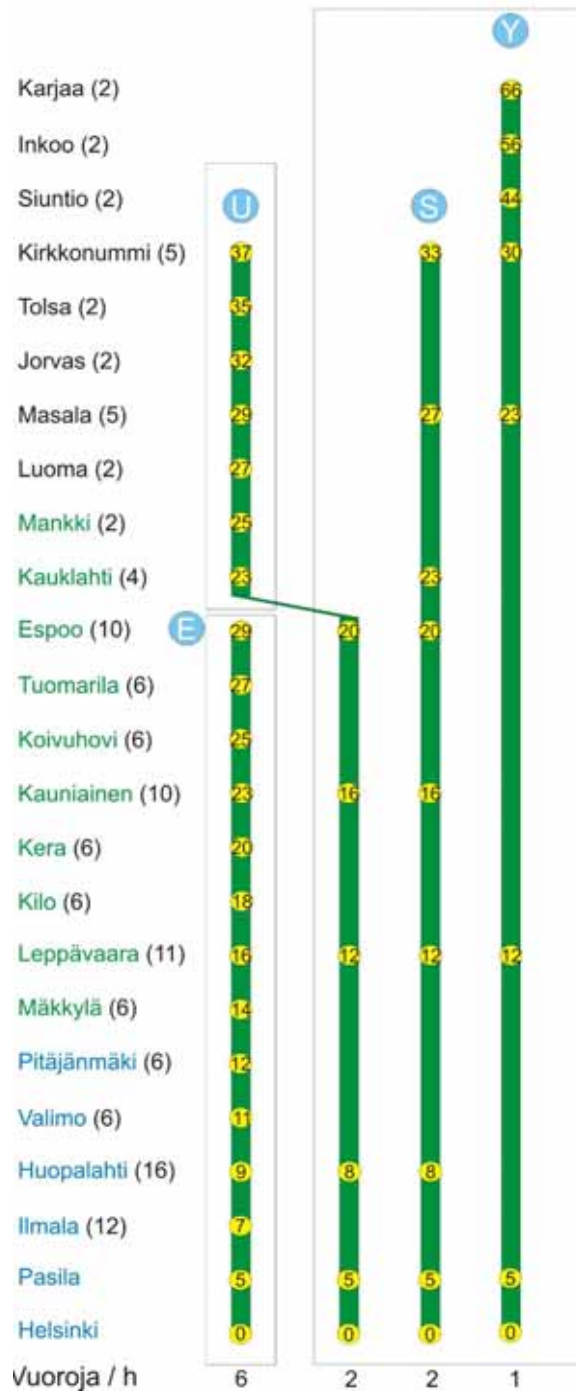 Y
Karjaa (2) 66
Inkoo (2) 56
Siuntio (2) U S 44
Kirkkonummi (5) 37 33 30
Tolsa (2) 35
Jorvas (2) 32
Masala (5) 29 27 23
Luoma (2) 27
Mankki (2) 25
Kauklahti (4) 23 23
Espoo (10) E 29 20 20
Tuomarila (6) 27
Koivuhovi (6) 25
Kauniainen (10) 23 16 16
Kera (6) 20
Kilo (6) 18
Leppävaara (11) 16 12 12 12
Mäkkylä (6) 14
Pitäjänmäki (6) 12
Valimo (6) 11
Huopalahti (16) 9 8 8
Ilmala (12) 7
Pasila 5 5 5 5
Helsinki 0 0 0 0
Vuoroja / h 6 2 2 1